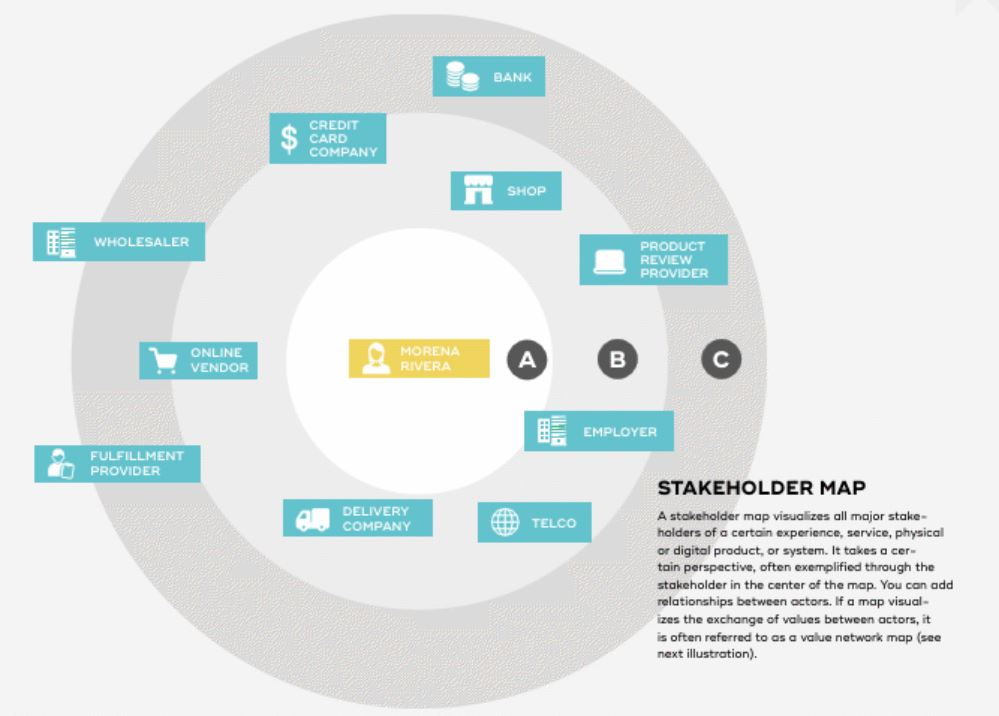 BANK
CREDIT
CARD
COMPANY
SHOP
WHOLESALER
PRODUCT
REVIEW
PROVIDER
ONLINE
VENDOR
MORENA
RIVERA
A
B
C
EMPLOYER
FULFILLMENT
PROVIDER
DELIVERY
COMPANY
TELCO
STAKEHOLDER MAP
A stakeholder map visualizes all major stake-
holders of a certain experience, service, physical
or digital product, or system. It takes a cer-
tain perspective, often exemplified through the
stakeholder in the center of the map. You can add
relationships between actors. If a map visual-
izes the exchange of values between actors, it
is often referred to as a value network map (see
next illustration).